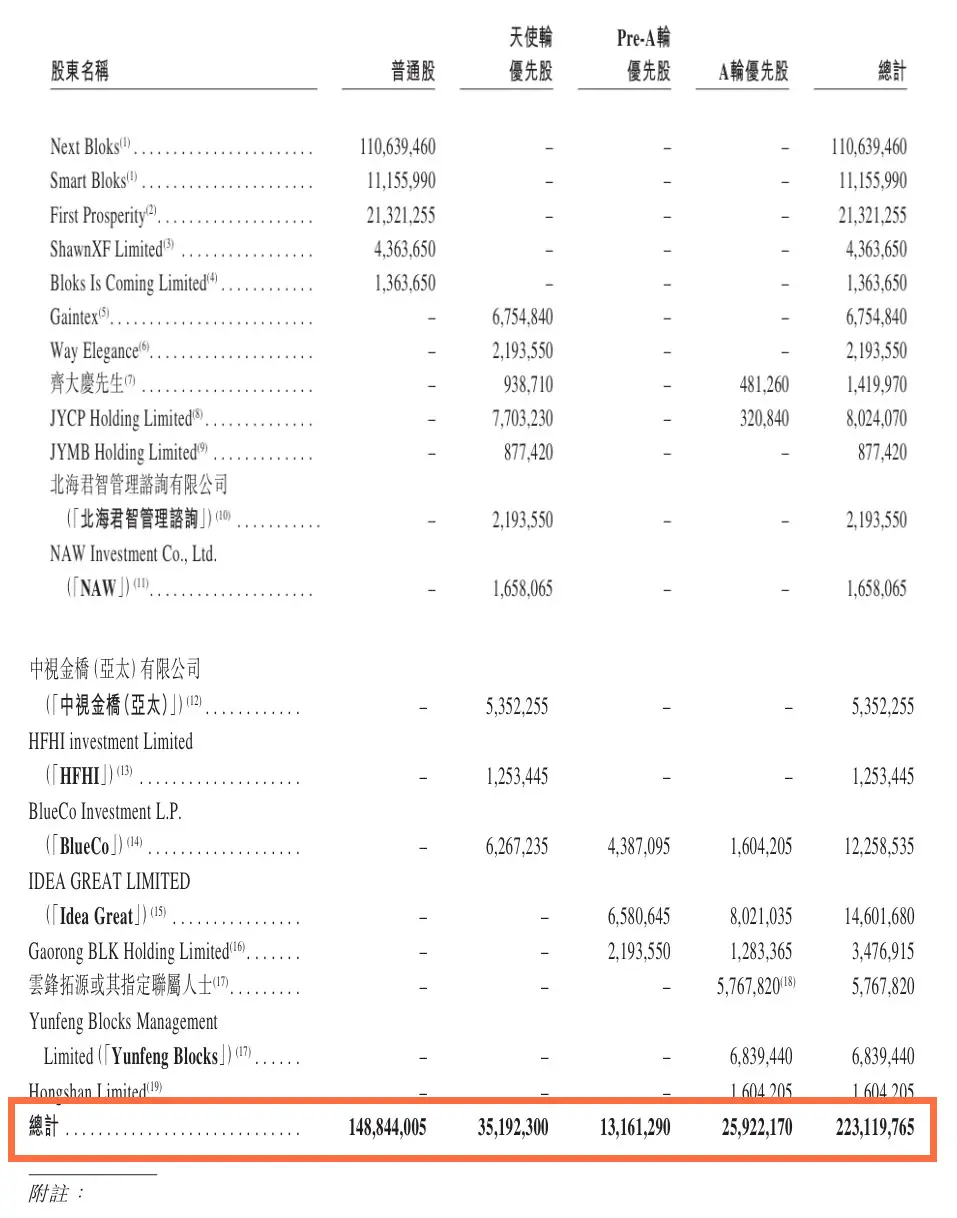 天使輪 Pre-A輪
股東名稱 普通股 優先股 優先股 A輪優先股 總計
Next Bloks(1) ....................... 110,639,460 – – – 110,639,460
Smart Bloks(1) ...................... 11,155,990 – – – 11,155,990
First Prosperity(2).................... 21,321,255 – – – 21,321,255
ShawnXF Limited(3) ................. 4,363,650 – – – 4,363,650
Bloks Is Coming Limited(4) ............ 1,363,650 – – – 1,363,650
Gaintex(5).......................... – 6,754,840 – – 6,754,840
Way Elegance(6)..................... – 2,193,550 – – 2,193,550
齊大慶先生(7) ...................... – 938,710 – 481,260 1,419,970
JYCP Holding Limited(8).............. – 7,703,230 – 320,840 8,024,070
JYMB Holding Limited(9) ............. – 877,420 – – 877,420
北海君智管理諮詢有限公司
(「北海君智管理諮詢」)(10) ........... – 2,193,550 – – 2,193,550
NAW Investment Co., Ltd.
(「NAW」)(11)..................... – 1,658,065 – – 1,658,065
中視金橋(亞太)有限公司
(「中視金橋(亞太)」)(12)............ – 5,352,255 – – 5,352,255
HFHI investment Limited
(「HFHI」)(13) .................... – 1,253,445 – – 1,253,445
BlueCo Investment L.P.
(「BlueCo」)(14) ................... – 6,267,235 4,387,095 1,604,205 12,258,535
IDEA GREAT LIMITED
(「Idea Great」)(15) ................ – – 6,580,645 8,021,035 14,601,680
Gaorong BLK Holding Limited(16)....... – – 2,193,550 1,283,365 3,476,915
雲鋒拓源或其指定聯屬人士(17)......... – – – 5,767,820(18) 5,767,820
Yunfeng Blocks Management
Limited(「Yunfeng Blocks」)(17) ...... – – – 6,839,440 6,839,440
Hongshan Limited(19) – – – 1,604,205 1,604,205
總計 ............................. 148,844,005 35,192,300 13,161,290 25,922,170 223,119,765
附註: